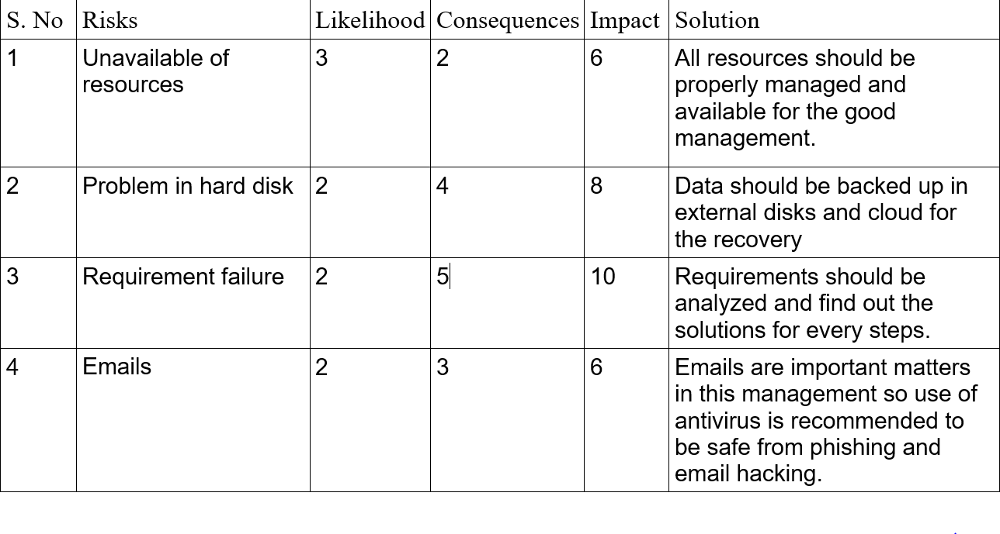 S. No Risks Likelihood Consequences Impact Solution
1 Unavailable of 3 2 6 All resources should be
resources properly managed and
available for the good
management.
2 Problem in hard disk 2 4 8 Data should be backed up in
external disks and cloud for
the recovery
3 Requirement failure 2 5 10 Requirements should be
analyzed and find out the
solutions for every steps.
4 Emails 2 3 6 Emails are important matters
in this management so use of
antivirus is recommended to
be safe from phishing and
email hacking.